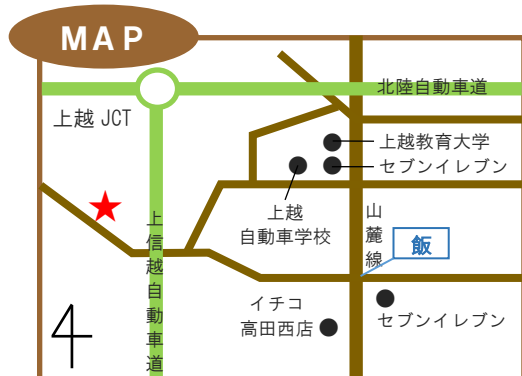 MAP
北陸自動車道
上越 JCT
上越教育大学
セブンイレブン
上越
自動車学校
山麓線
飯
上信越自動車道
イチコ
高田西店
セブンイレブン